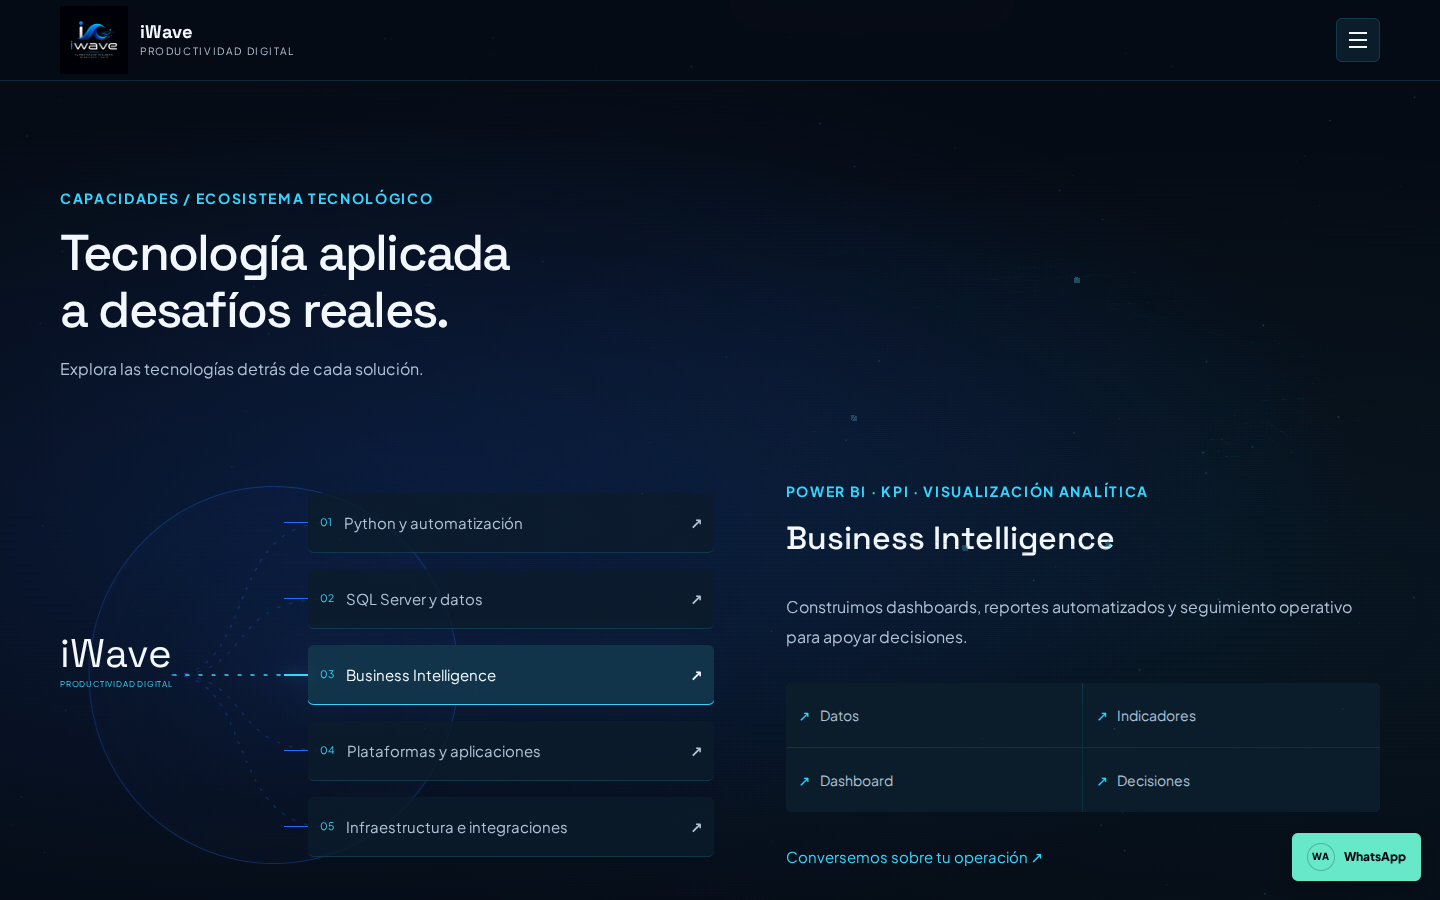 iwave
iWave
PRODUCTIVIDAD DIGITAL
CAPACIDADES / ECOSISTEMA TECNOLÓGICO
Tecnología aplicada
a desafíos reales.
Explora las tecnologías detrás de cada solución.
iWave
PRODUCTIVIDAD DIGITAL
01 Python y automatización ↗
02 SQL Server y datos ↗
03 Business Intelligence ↗
04 Plataformas y aplicaciones ↗
05 Infraestructura e integraciones ↗
POWER BI · KPI · VISUALIZACIÓN ANALÍTICA
Business Intelligence
Construimos dashboards, reportes automatizados y seguimiento operativo
para apoyar decisiones.
↗ Datos
↗ Indicadores
↗ Dashboard
↗ Decisiones
Conversemos sobre tu operación ↗
WA WhatsApp